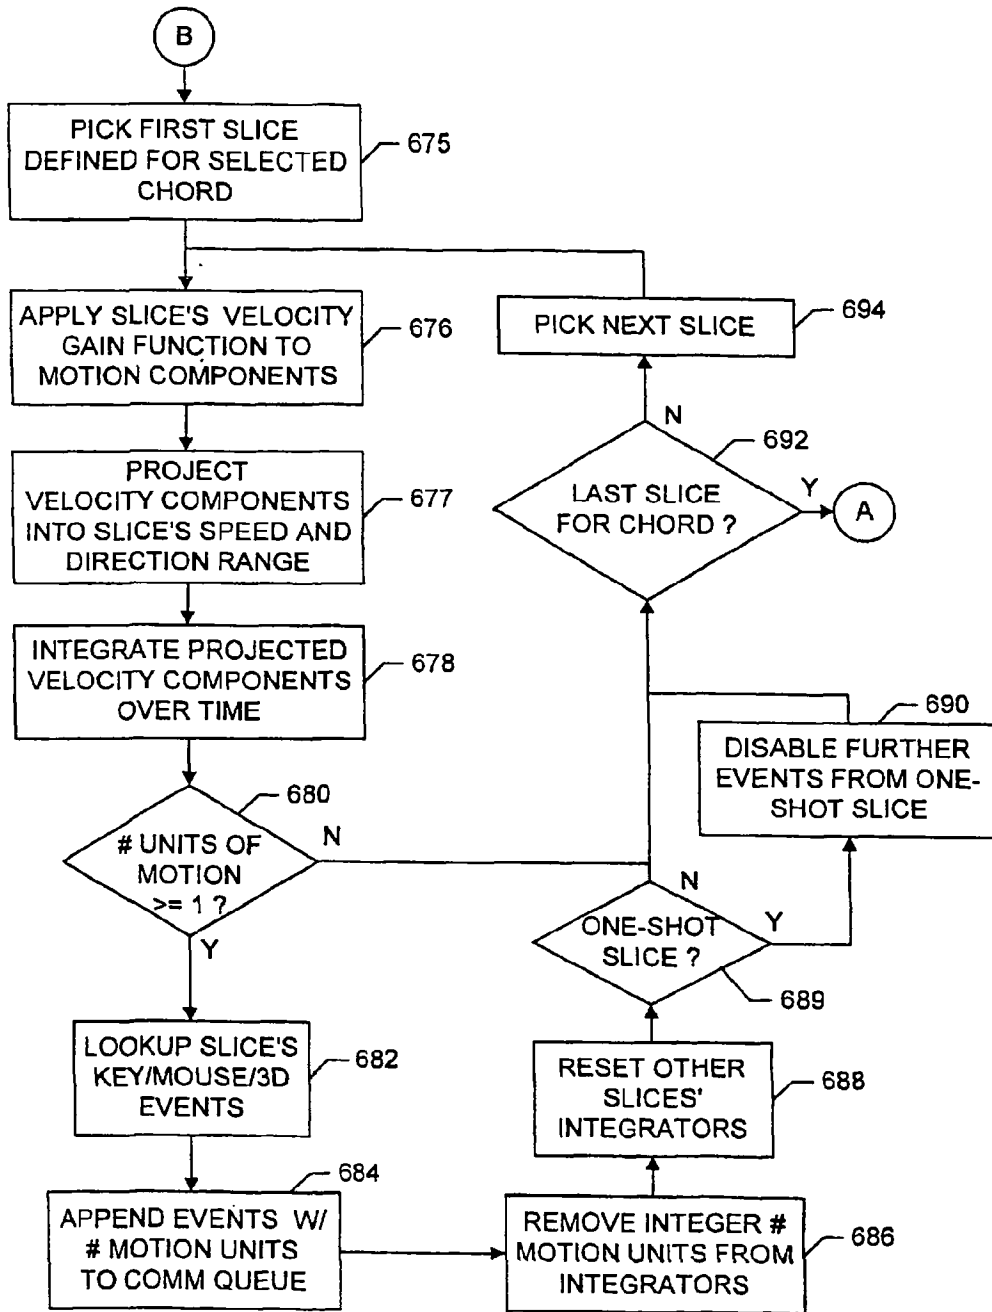 B
PICK FIRST SLICE
DEFINED FOR SELECTED
CHORD
675
APPLY SLICE'S VELOCITY
GAIN FUNCTION TO
MOTION COMPONENTS
676
PROJECT
VELOCITY COMPONENTS
INTO SLICE'S SPEED AND
DIRECTION RANGE
677
INTEGRATE PROJECTED
VELOCITY COMPONENTS
OVER TIME
678
# UNITS OF
MOTION
>= 1 ?
680
N
Y
LOOKUP SLICE'S
KEY/MOUSE/3D
EVENTS
682
APPEND EVENTS W/
# MOTION UNITS
TO COMM QUEUE
684
REMOVE INTEGER #
MOTION UNITS FROM
INTEGRATORS
686
RESET OTHER
SLICES'
INTEGRATORS
688
ONE-SHOT
SLICE ?
689
N
Y
DISABLE FURTHER
EVENTS FROM ONE-
SHOT SLICE
690
LAST SLICE
FOR CHORD ?
692
N
Y
A
PICK NEXT SLICE
694